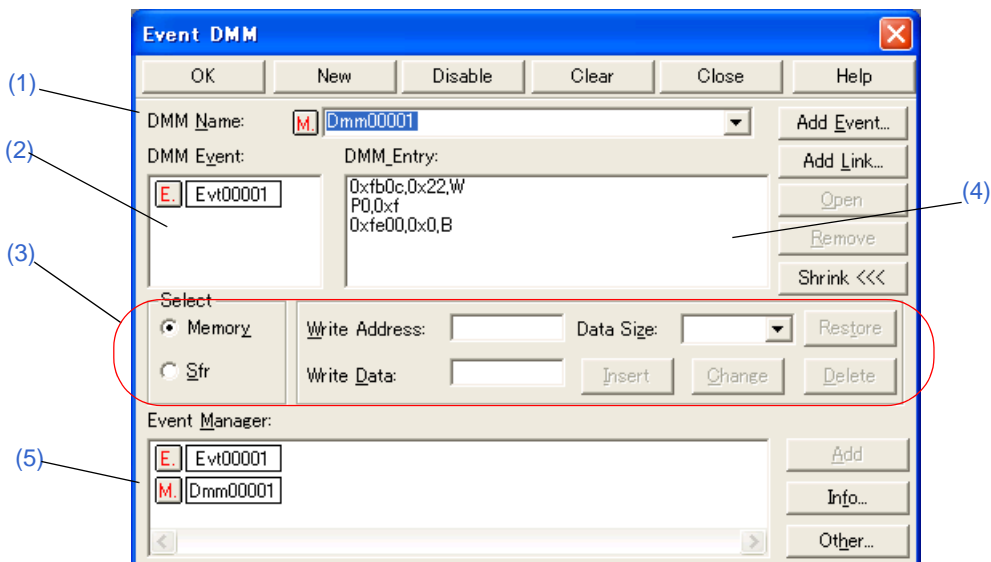 Event DMM
OK New Disable Clear Close Help
(1)
DMM Name: M. Dmm00001 Add Event...
(2)
DMM Event: DMM_Entry: Add Link...
E. Evt00001
0xfb0c,0x22,W
P0,0xf
0xfe00,0x0,B
Open
(4)
Remove
(3)
Shrink <<<
Select
Memory Write Address: Data Size: Restore
Sfr Write Data: Insert Change Delete
Event Manager:
(5)
E. Evt00001
M. Dmm00001
Add
Info...
Other...